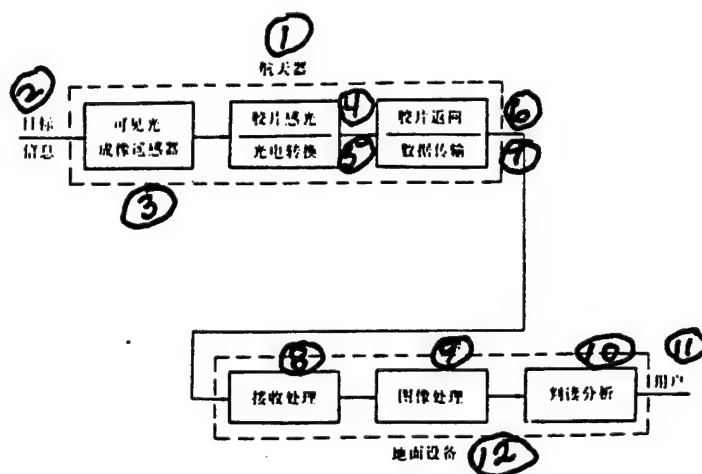 1
航天器
2
目标
信息
可见光
成像遥感器
3
胶片感光
光电转换
4
5
胶片返回
数据传输
6
7
8
接收处理
9
图像处理
10
判读分析
11
用户
地面设备
12